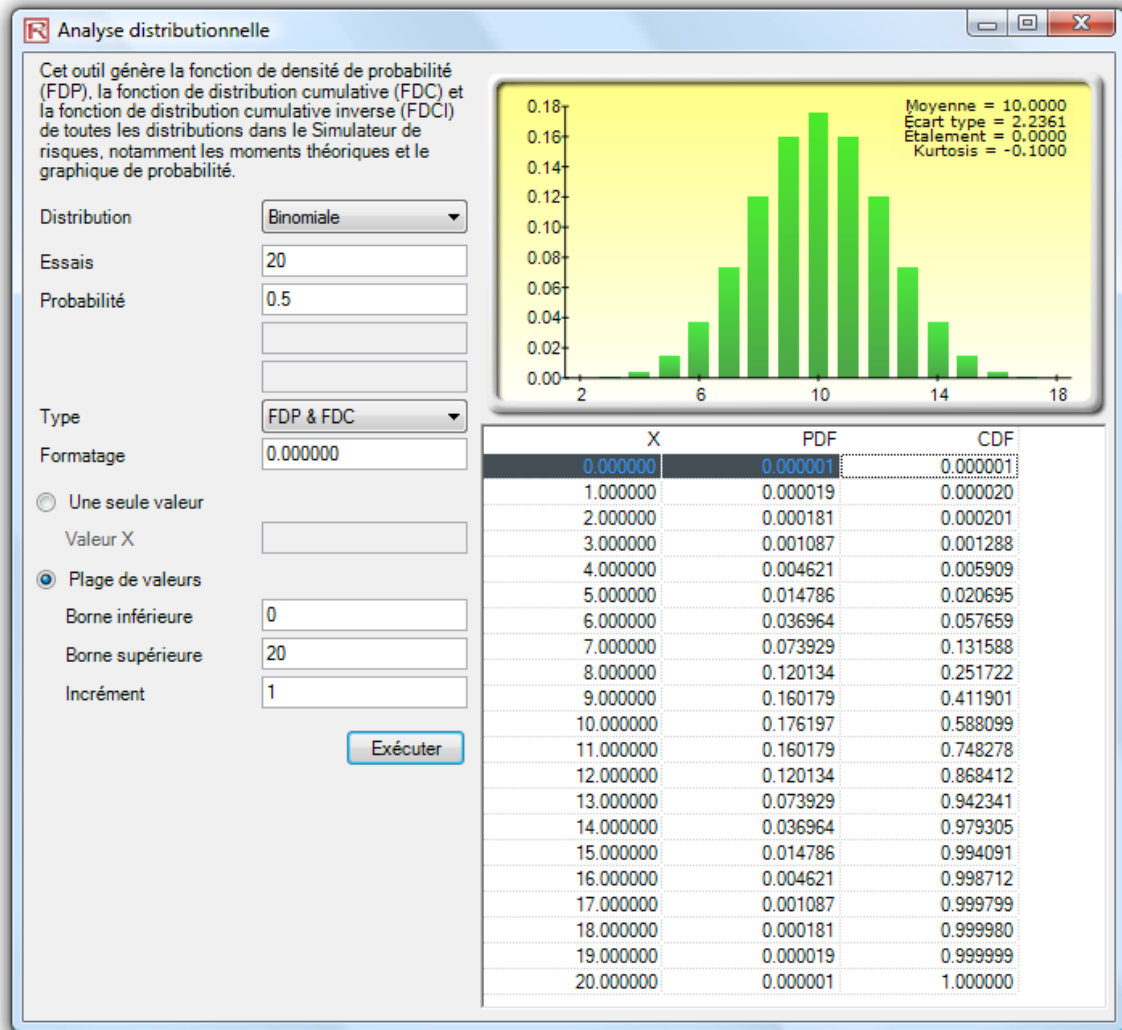 Analyse distributionnelle
Cet outil génère la fonction de densité de probabilité
(FDP), la fonction de distribution cumulative (FDC) et
la fonction de distribution cumulative inverse (FDCI)
de toutes les distributions dans le Simulateur de
risques, notamment les moments théoriques et le
graphique de probabilité.
Distribution Binomiale
Essais 20
Probabilité 0.5
Type FDP & FDC
Formatage 0.000000
Une seule valeur
Valeur X
Plage de valeurs
Borne inférieure 0
Borne supérieure 20
Incrément 1
Exécuter
Moyenne = 10.0000
Écart type = 2.2361
Étalement = 0.0000
Kurtosis = -0.1000
0.18
0.16
0.14
0.12
0.10
0.08
0.06
0.04
0.02
0.00
2 6 10 14 18
X PDF CDF
0.000000 0.000001 0.000001
1.000000 0.000019 0.000020
2.000000 0.000181 0.000201
3.000000 0.001087 0.001288
4.000000 0.004621 0.005909
5.000000 0.014786 0.020695
6.000000 0.036964 0.057659
7.000000 0.073929 0.131588
8.000000 0.120134 0.251722
9.000000 0.160179 0.411901
10.000000 0.176197 0.588099
11.000000 0.160179 0.748278
12.000000 0.120134 0.868412
13.000000 0.073929 0.942341
14.000000 0.036964 0.979305
15.000000 0.014786 0.994091
16.000000 0.004621 0.998712
17.000000 0.001087 0.999799
18.000000 0.000181 0.999980
19.000000 0.000019 0.999999
20.000000 0.000001 1.000000